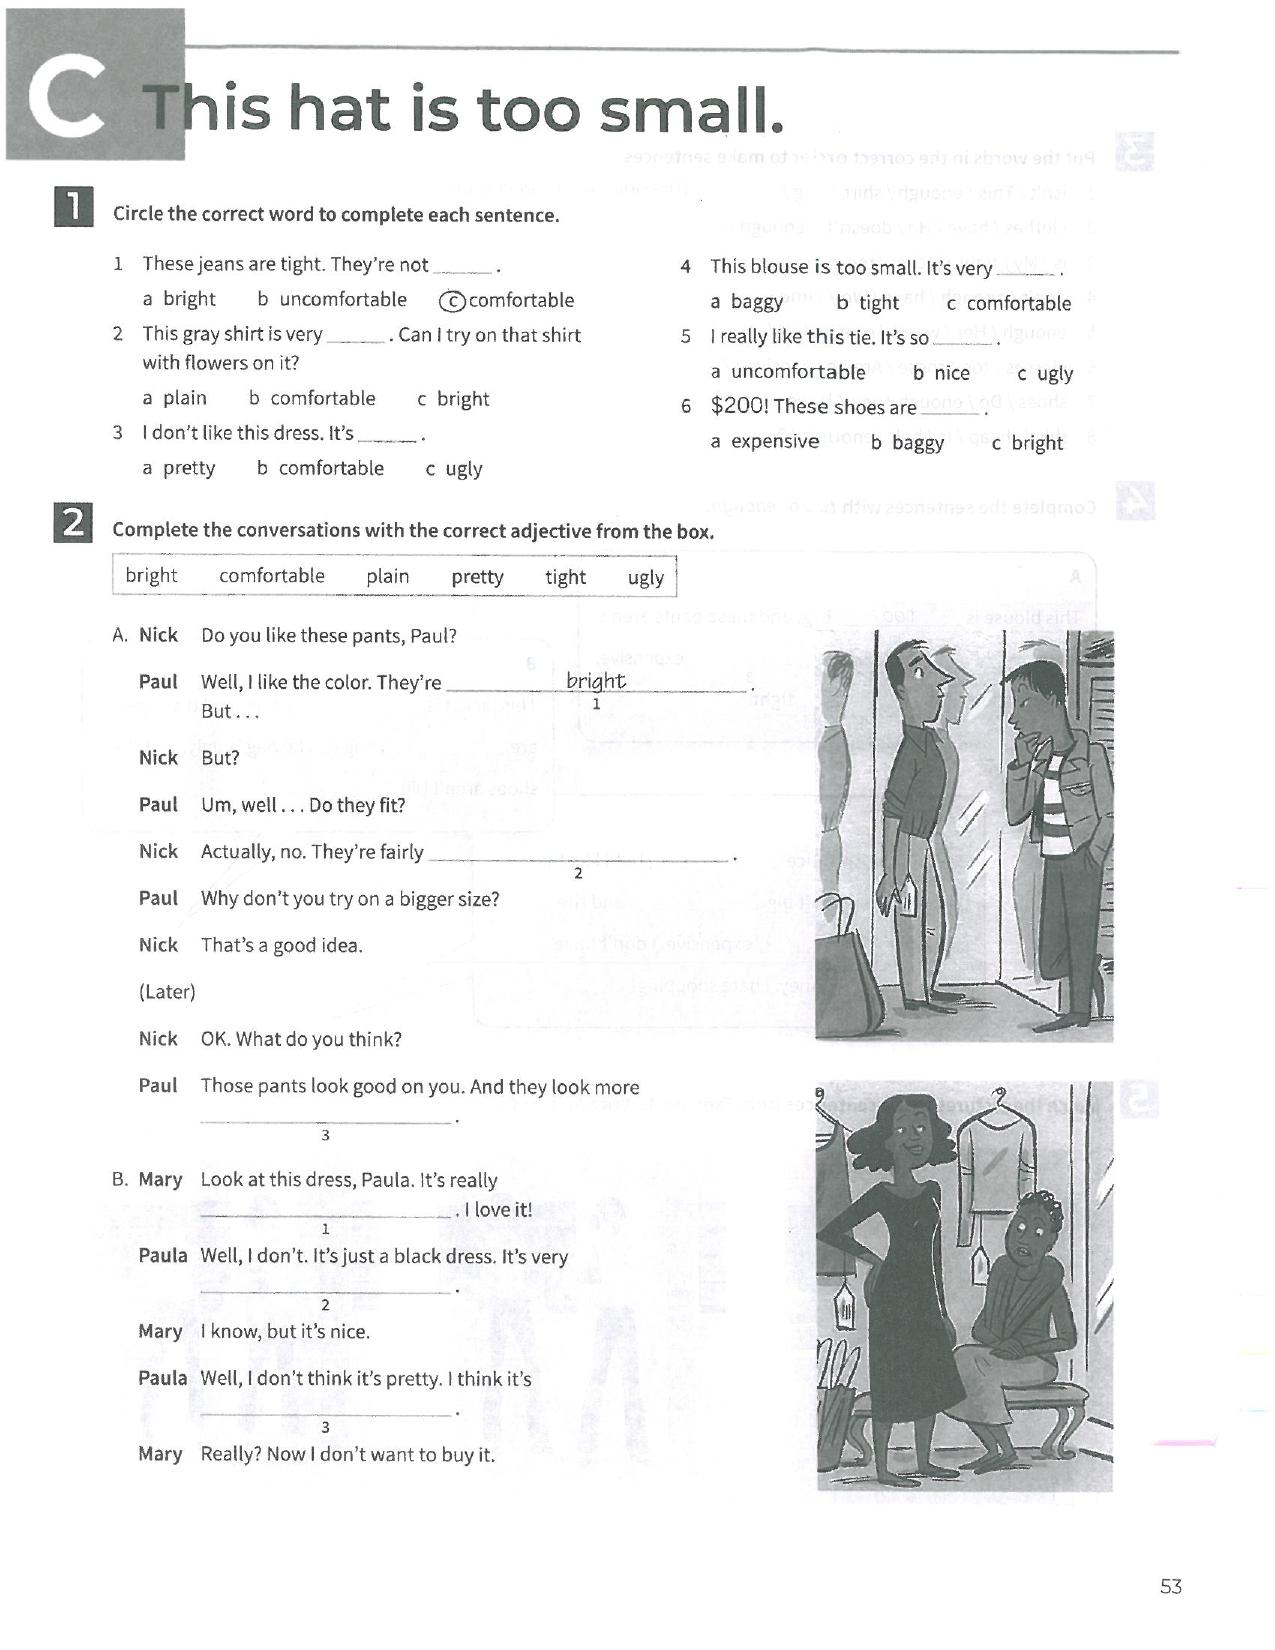 C This hat is too small.
1 Circle the correct word to complete each sentence.
1 These jeans are tight. They're not ______ .
a bright b uncomfortable c comfortable
2 This gray shirt is very ______ . Can I try on that shirt
with flowers on it?
a plain b comfortable c bright
3 I don't like this dress. It's ______ .
a pretty b comfortable c ugly
4 This blouse is too small. It's very ______ .
a baggy b tight c comfortable
5 I really like this tie. It's so ______ .
a uncomfortable b nice c ugly
6 $200! These shoes are ______ .
a expensive b baggy c bright
2 Complete the conversations with the correct adjective from the box.
bright comfortable plain pretty tight ugly
A. Nick Do you like these pants, Paul?
Paul Well, I like the color. They're ______ bright ______ .
1
But . . .
Nick But?
Paul Um, well . . . Do they fit?
Nick Actually, no. They're fairly ______ .
2
Paul Why don't you try on a bigger size?
Nick That's a good idea.
(Later)
Nick OK. What do you think?
Paul Those pants look good on you. And they look more
______ .
3
B. Mary Look at this dress, Paula. It's really
______ . I love it!
1
Paula Well, I don't. It's just a black dress. It's very
______ .
2
Mary I know, but it's nice.
Paula Well, I don't think it's pretty. I think it's
______ .
3
Mary Really? Now I don't want to buy it.
53